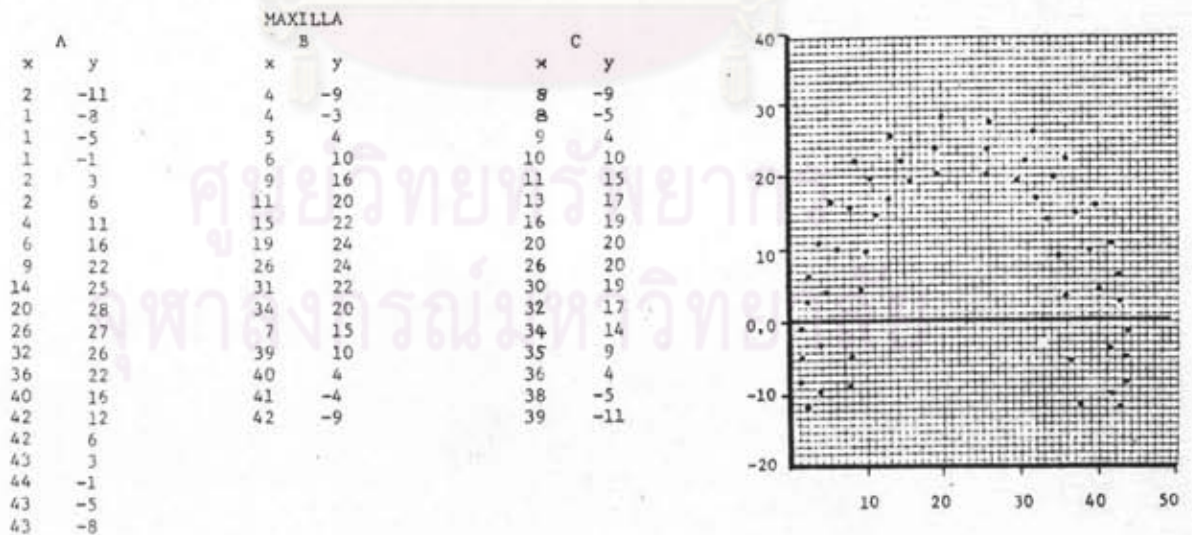 MAXILLA
A B C
x y x y x y
2 -11 4 -9 8 -9
1 -8 4 -3 8 -5
1 -5 5 4 9 4
1 -1 6 10 10 10
2 3 9 16 11 15
2 6 11 20 13 17
4 11 15 22 16 19
6 16 19 24 20 20
9 22 26 24 26 20
14 25 31 22 30 19
20 28 34 20 32 17
26 27 7 15 34 14
32 26 39 10 35 9
36 22 40 4 36 4
40 16 41 -4 38 -5
42 12 42 -9 39 -11
42 6
43 3
44 -1
43 -5
43 -8
40
30
20
10
0,0
-10
-20
10 20 30 40 50
ศูนย์วิทยทรัพยากร
จุฬาลงกรณ์มหาวิทยาลัย